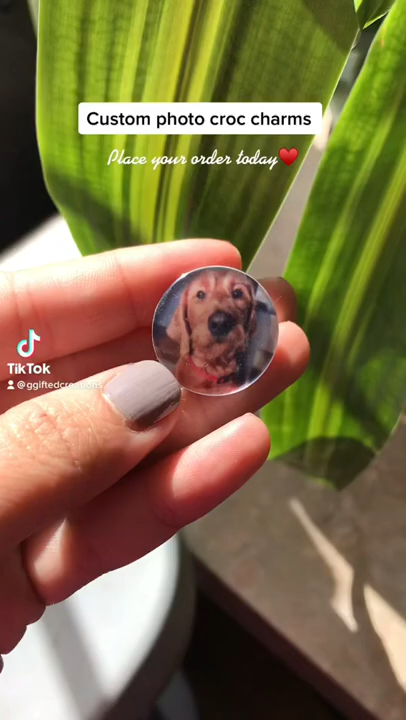 Custom photo croc charms
Place your order today❤️
TikTok
@ggiftedcreations